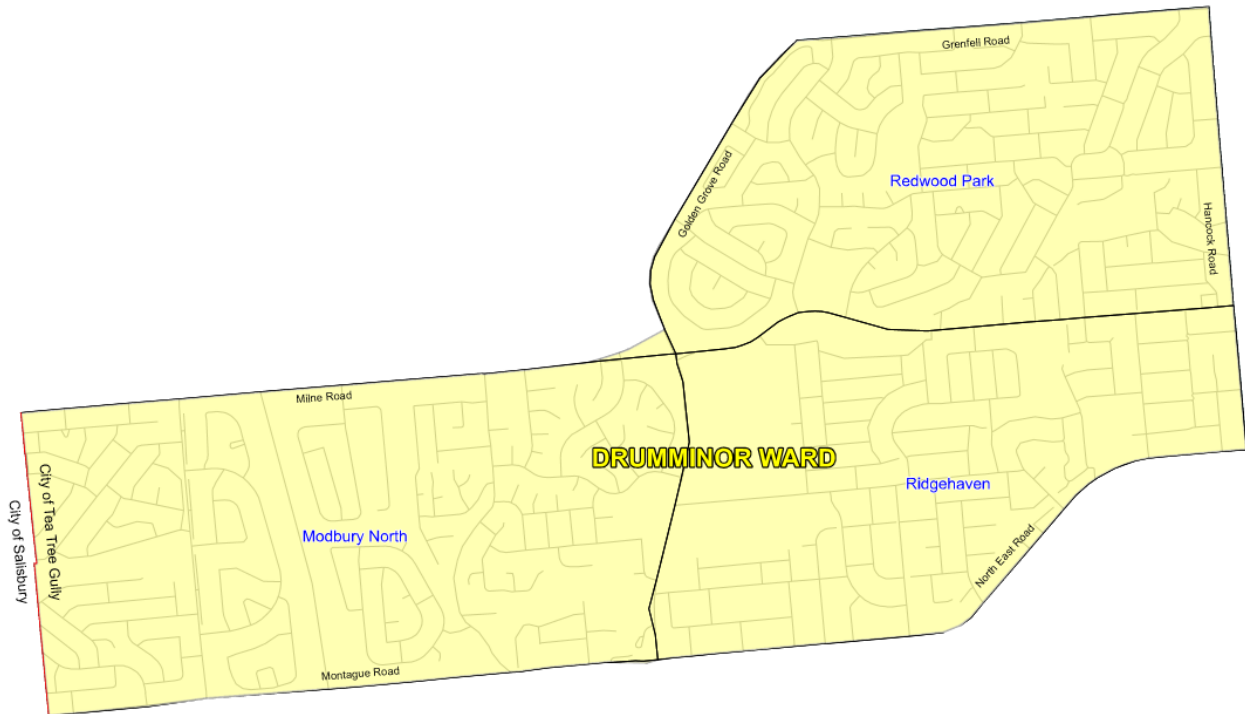 Grenfell Road
Redwood Park
Golden Grove Road
Hancock Road
Milne Road
DRUMMINOR WARD
City of Tea Tree Gully
City of Salisbury
Ridgehaven
Modbury North
North East Road
Montague Road